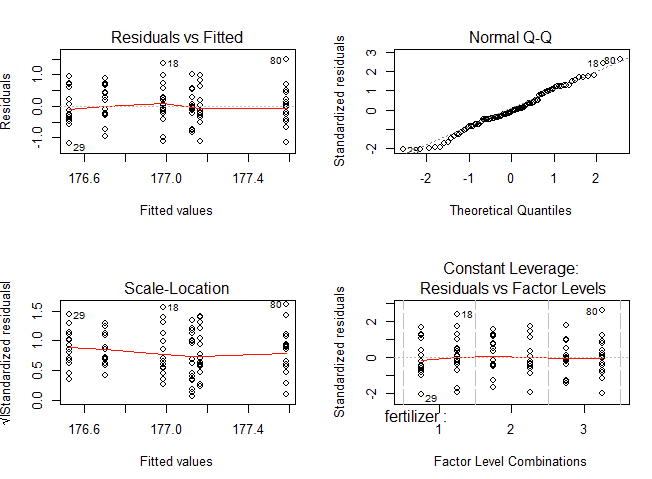 Residuals vs Fitted
Residuals
1.0
0.0
-1.0
18
80
29
176.6
177.0
177.4
Fitted values
Normal Q-Q
Standardized residuals
3
2
0
-2
18
80
29
-2
-1
0
1
2
Theoretical Quantiles
Scale-Location
√|Standardized residuals|
1.5
1.0
0.5
0.0
29
18
80
176.6
177.0
177.4
Fitted values
Constant Leverage:
Residuals vs Factor Levels
Standardized residuals
2
0
-2
18
80
29
fertilizer :
1
2
3
Factor Level Combinations